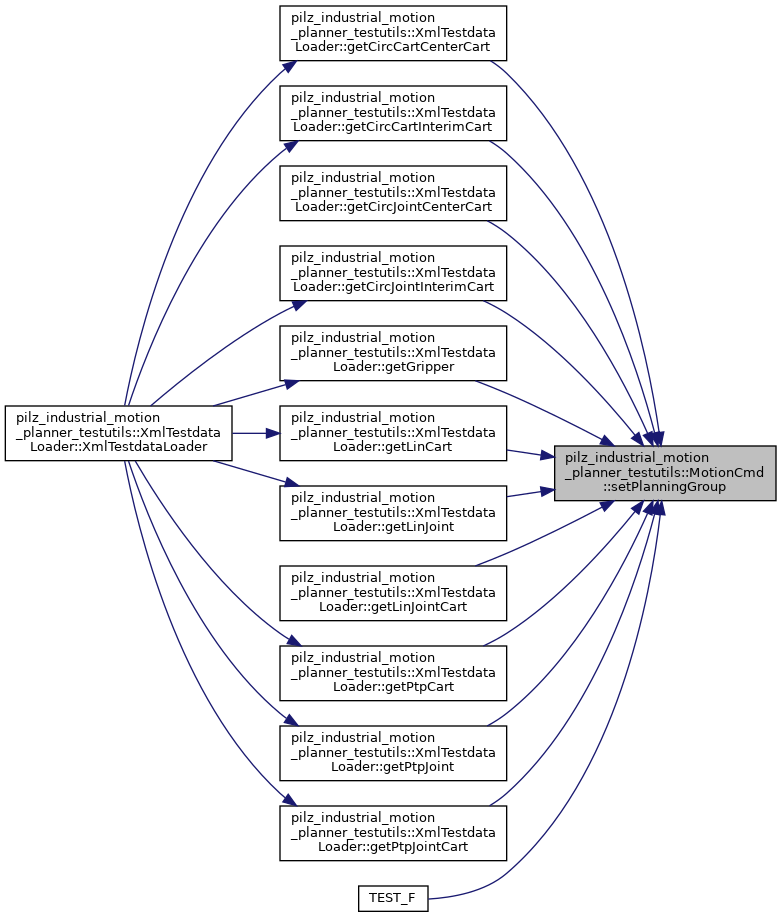 pilz_industrial_motion
_planner_testutils::XmlTestdata
Loader::getCircCartCenterCart
pilz_industrial_motion
_planner_testutils::XmlTestdata
Loader::getCircCartInterimCart
pilz_industrial_motion
_planner_testutils::XmlTestdata
Loader::getCircJointCenterCart
pilz_industrial_motion
_planner_testutils::XmlTestdata
Loader::getCircJointInterimCart
pilz_industrial_motion
_planner_testutils::XmlTestdata
Loader::getGripper
pilz_industrial_motion
_planner_testutils::XmlTestdata
Loader::XmlTestdataLoader
pilz_industrial_motion
_planner_testutils::XmlTestdata
Loader::getLinCart
pilz_industrial_motion
_planner_testutils::MotionCmd
::setPlanningGroup
pilz_industrial_motion
_planner_testutils::XmlTestdata
Loader::getLinJoint
pilz_industrial_motion
_planner_testutils::XmlTestdata
Loader::getLinJointCart
pilz_industrial_motion
_planner_testutils::XmlTestdata
Loader::getPtpCart
pilz_industrial_motion
_planner_testutils::XmlTestdata
Loader::getPtpJoint
pilz_industrial_motion
_planner_testutils::XmlTestdata
Loader::getPtpJointCart
TEST_F